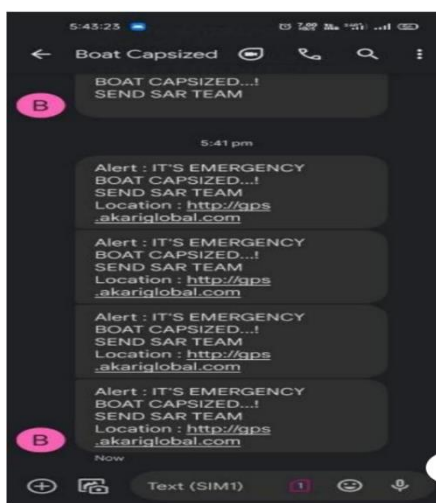 5:43:23
Boat Capsized
BOAT CAPSIZED...!
SEND SAR TEAM
B
5:41 pm
Alert : IT'S EMERGENCY
BOAT CAPSIZED...!
SEND SAR TEAM
Location : http://gps
.akariglobal.com
Alert : IT'S EMERGENCY
BOAT CAPSIZED...!
SEND SAR TEAM
Location : http://gps
.akariglobal.com
Alert : IT'S EMERGENCY
BOAT CAPSIZED...!
SEND SAR TEAM
Location : http://gps
.akariglobal.com
Alert : IT'S EMERGENCY
BOAT CAPSIZED...!
SEND SAR TEAM
Location : http://gps
.akariglobal.com
B
Now
Text (SIM1)
1